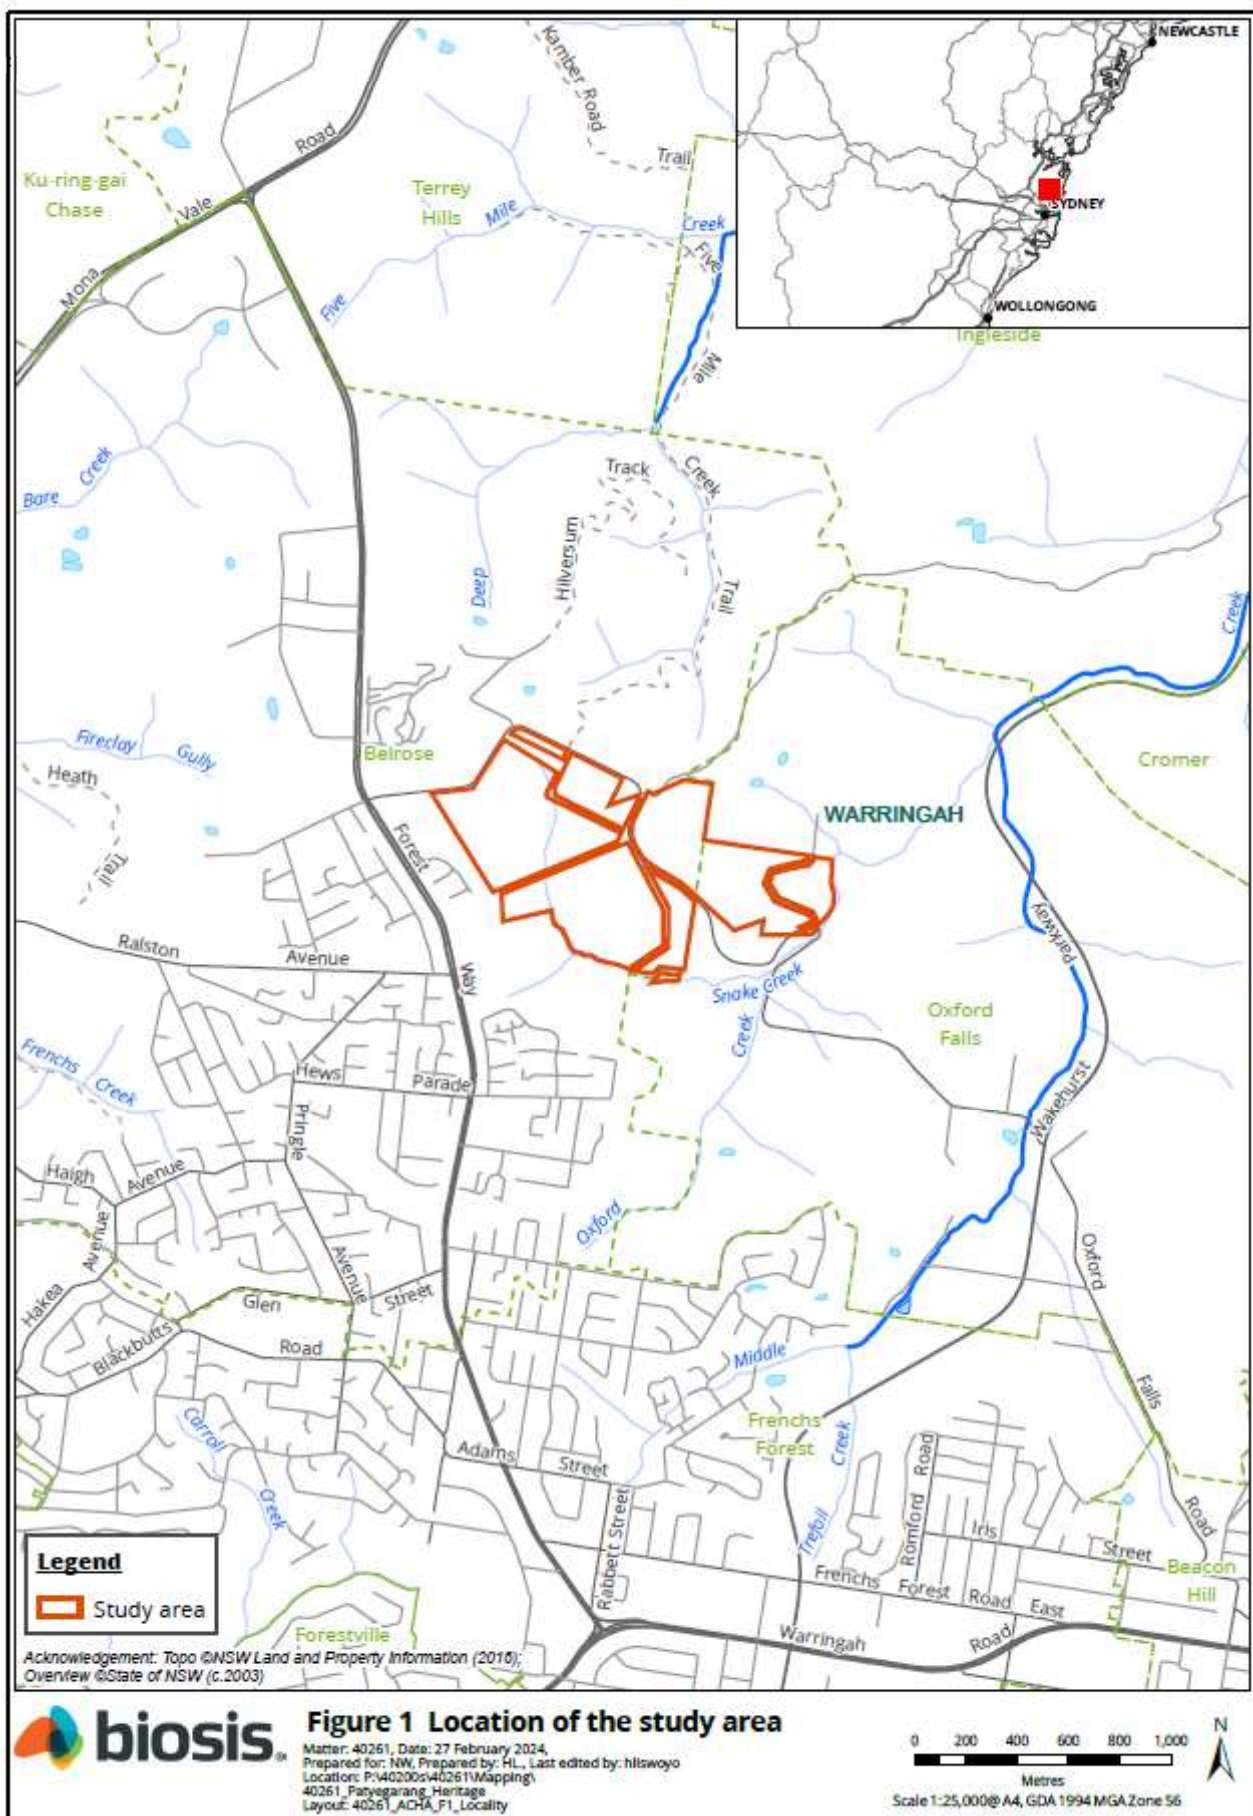 NEWCASTLE
SYDNEY
WOLLONGONG
Ingleside
Kamber Road
Trail
Ku-ring-gai
Chase
Mona
Vale
Road
Terrey
Hills
Five
Mile
Creek
Five
Mile
Creek
Trail
Bare
Creek
Track
Hilversum
Deep
Creek
Fireclay
Gully
Belrose
Heath
Trail
Forest
Way
WARRINGAH
Cromer
Parkway
Wakehurst
Ralston
Avenue
Snake Creek
Creek
Oxford
Falls
Frenchs
Creek
Hews
Parade
Pringle
Avenue
Haigh
Avenue
Avenue
Hakea
Oxford
Glen
Street
Blackbutts
Road
Middle
Oxford
Falls
Road
Carroll
Creek
Frenchs
Forest
Adams
Street
Rabbett Street
Trefoil
Creek
Romford
Road
Iris
Street
Frenchs
Forest
Road
East
Beacon
Hill
Warringah
Road
Forestville
Legend
Study area
Acknowledgement: Topo ©NSW Land and Property Information (2016);
Overview ©State of NSW (c.2003)
biosis
Figure 1 Location of the study area
Matter: 40261, Date: 27 February 2024,
Prepared for: NW, Prepared by: HL., Last edited by: hliswoyo
Location: P:\40200s\40261\Mapping\
40261_Patyegarang_Heritage
Layout: 40261_ACHA_F1_Locality
0 200 400 600 800 1,000
Metres
Scale 1:25,000@ A4, GDA 1994 MGA Zone 56
N